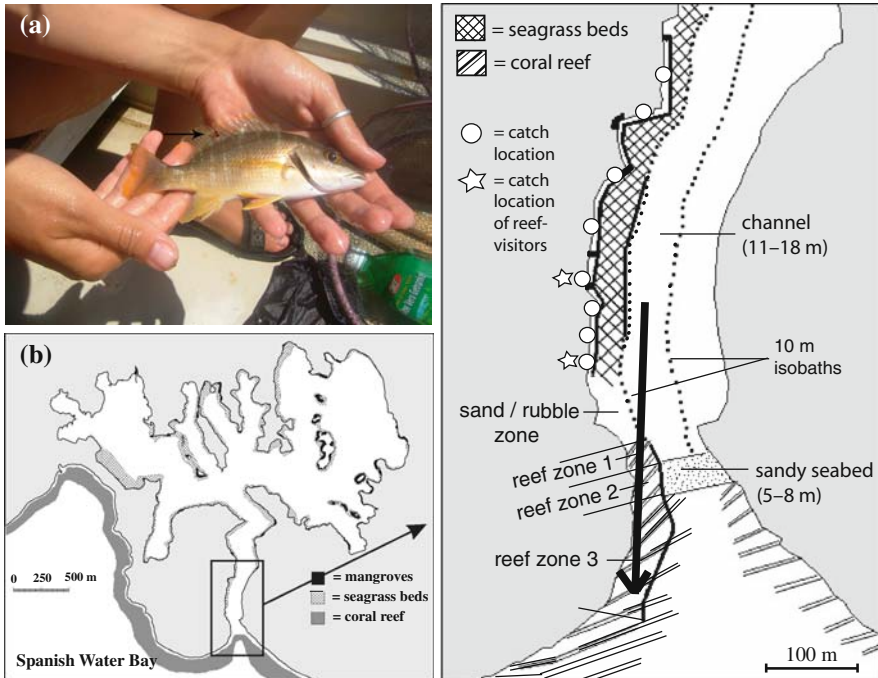 (a)
(b)
0 250 500 m
= mangroves
= seagrass beds
= coral reef
Spanish Water Bay
= seagrass beds
= coral reef
= catch
location
= catch
location
of reef-
visitors
channel
(11–18 m)
10 m
isobaths
sand / rubble
zone
reef zone 1
reef zone 2
sandy seabed
(5–8 m)
reef zone 3
100 m